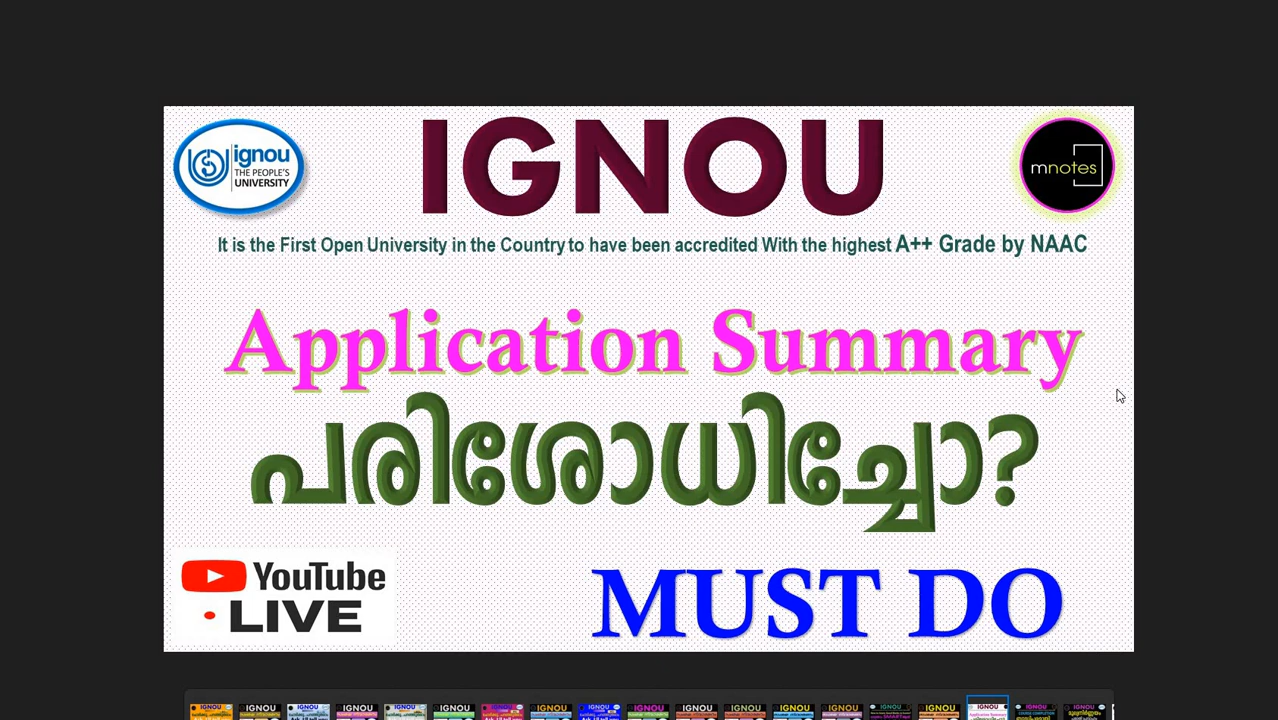 IGNOU
ignou
THE PEOPLE'S
UNIVERSITY
mnotes
It is the First Open University in the Country to have been accredited With the highest A++ Grade by NAAC
Application Summary
പരിശോധിച്ചോ?
YouTube
LIVE
MUST DO